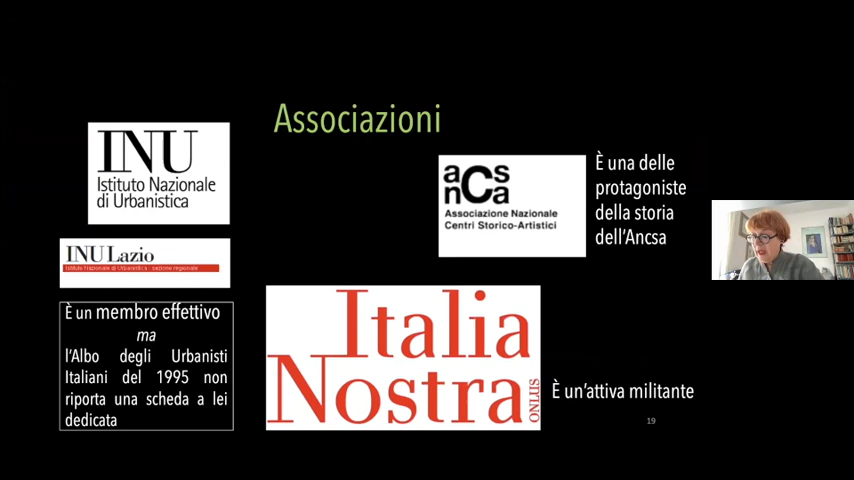 Associazioni
INU
Istituto Nazionale
di Urbanistica
INU Lazio
Istituto Nazionale di Urbanistica sezione regionale
È un membro effettivo
ma
l'Albo degli Urbanisti
Italiani del 1995 non
riporta una scheda a lei
dedicata
acs
nca
Associazione Nazionale
Centri Storico-Artistici
È una delle
protagoniste
della storia
dell'Ancsa
Italia
Nostra
ONLUS
È un'attiva militante
19